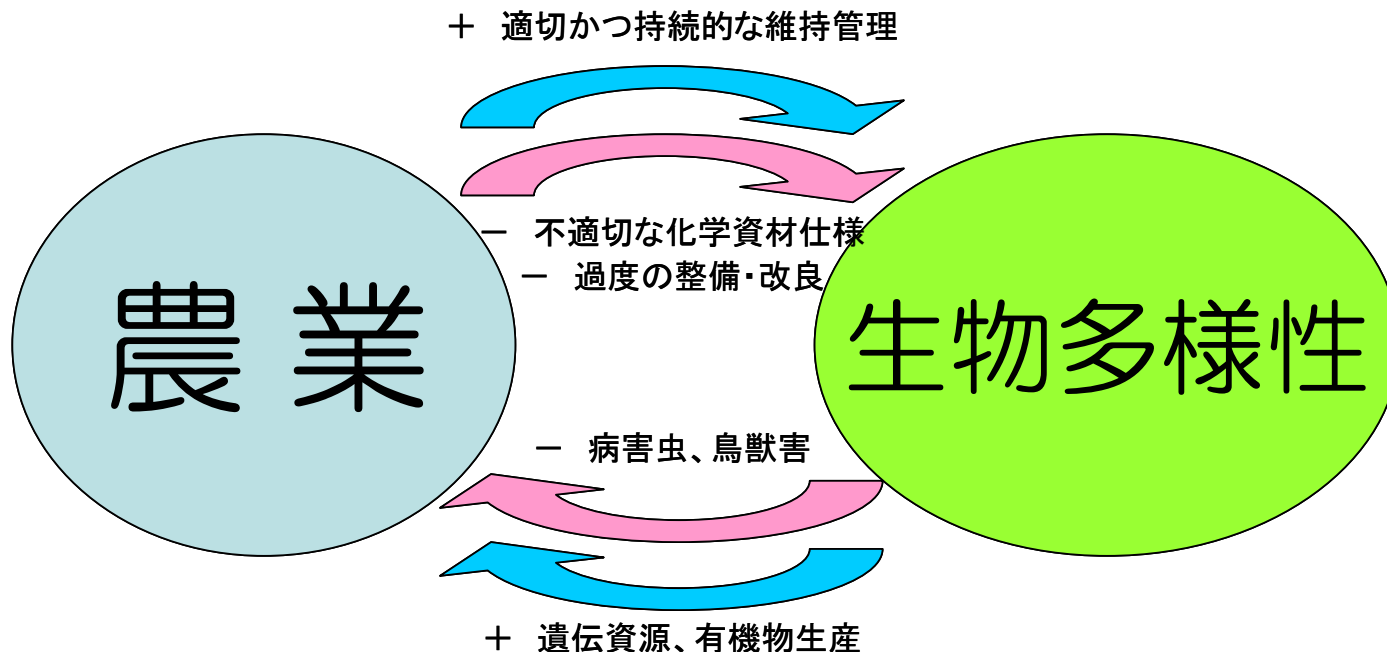 ＋ 適切かつ持続的な維持管理
－ 不適切な化学資材仕様
－ 過度の整備・改良
農業
生物多様性
－ 病害虫、鳥獣害
＋ 遺伝資源、有機物生産